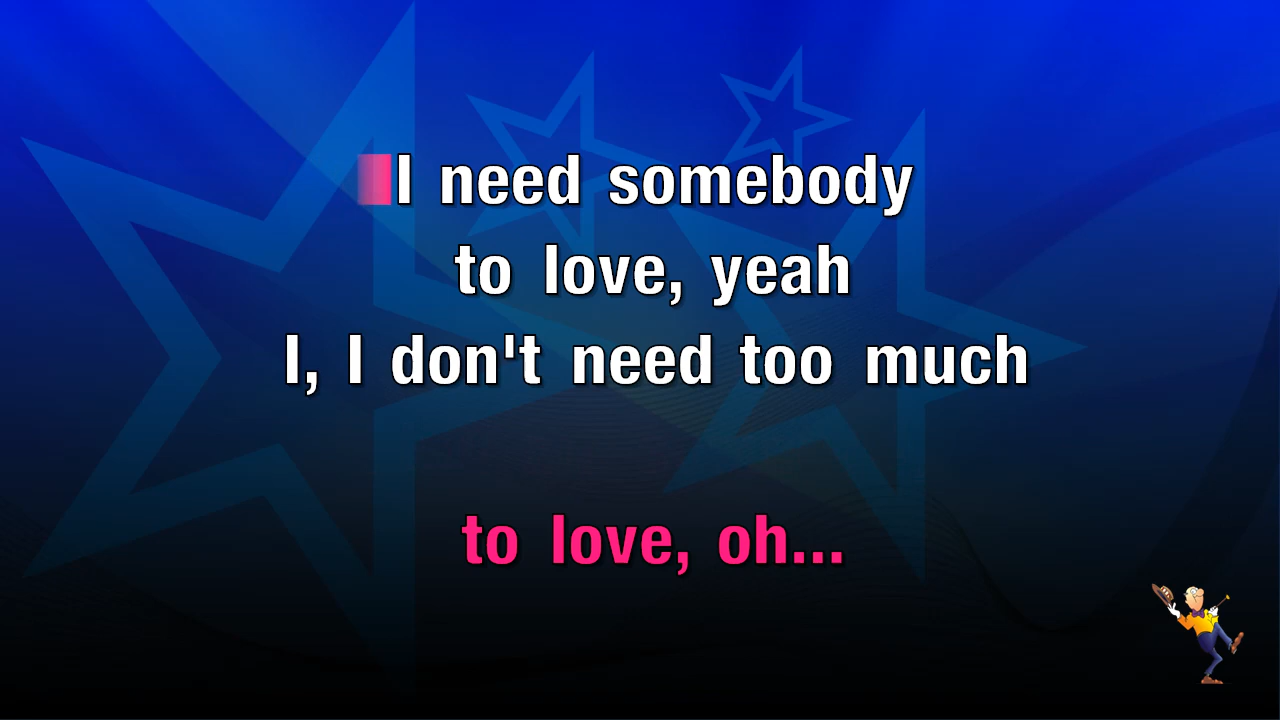 I need somebody
to love, yeah
I, I don't need too much
to love, oh...